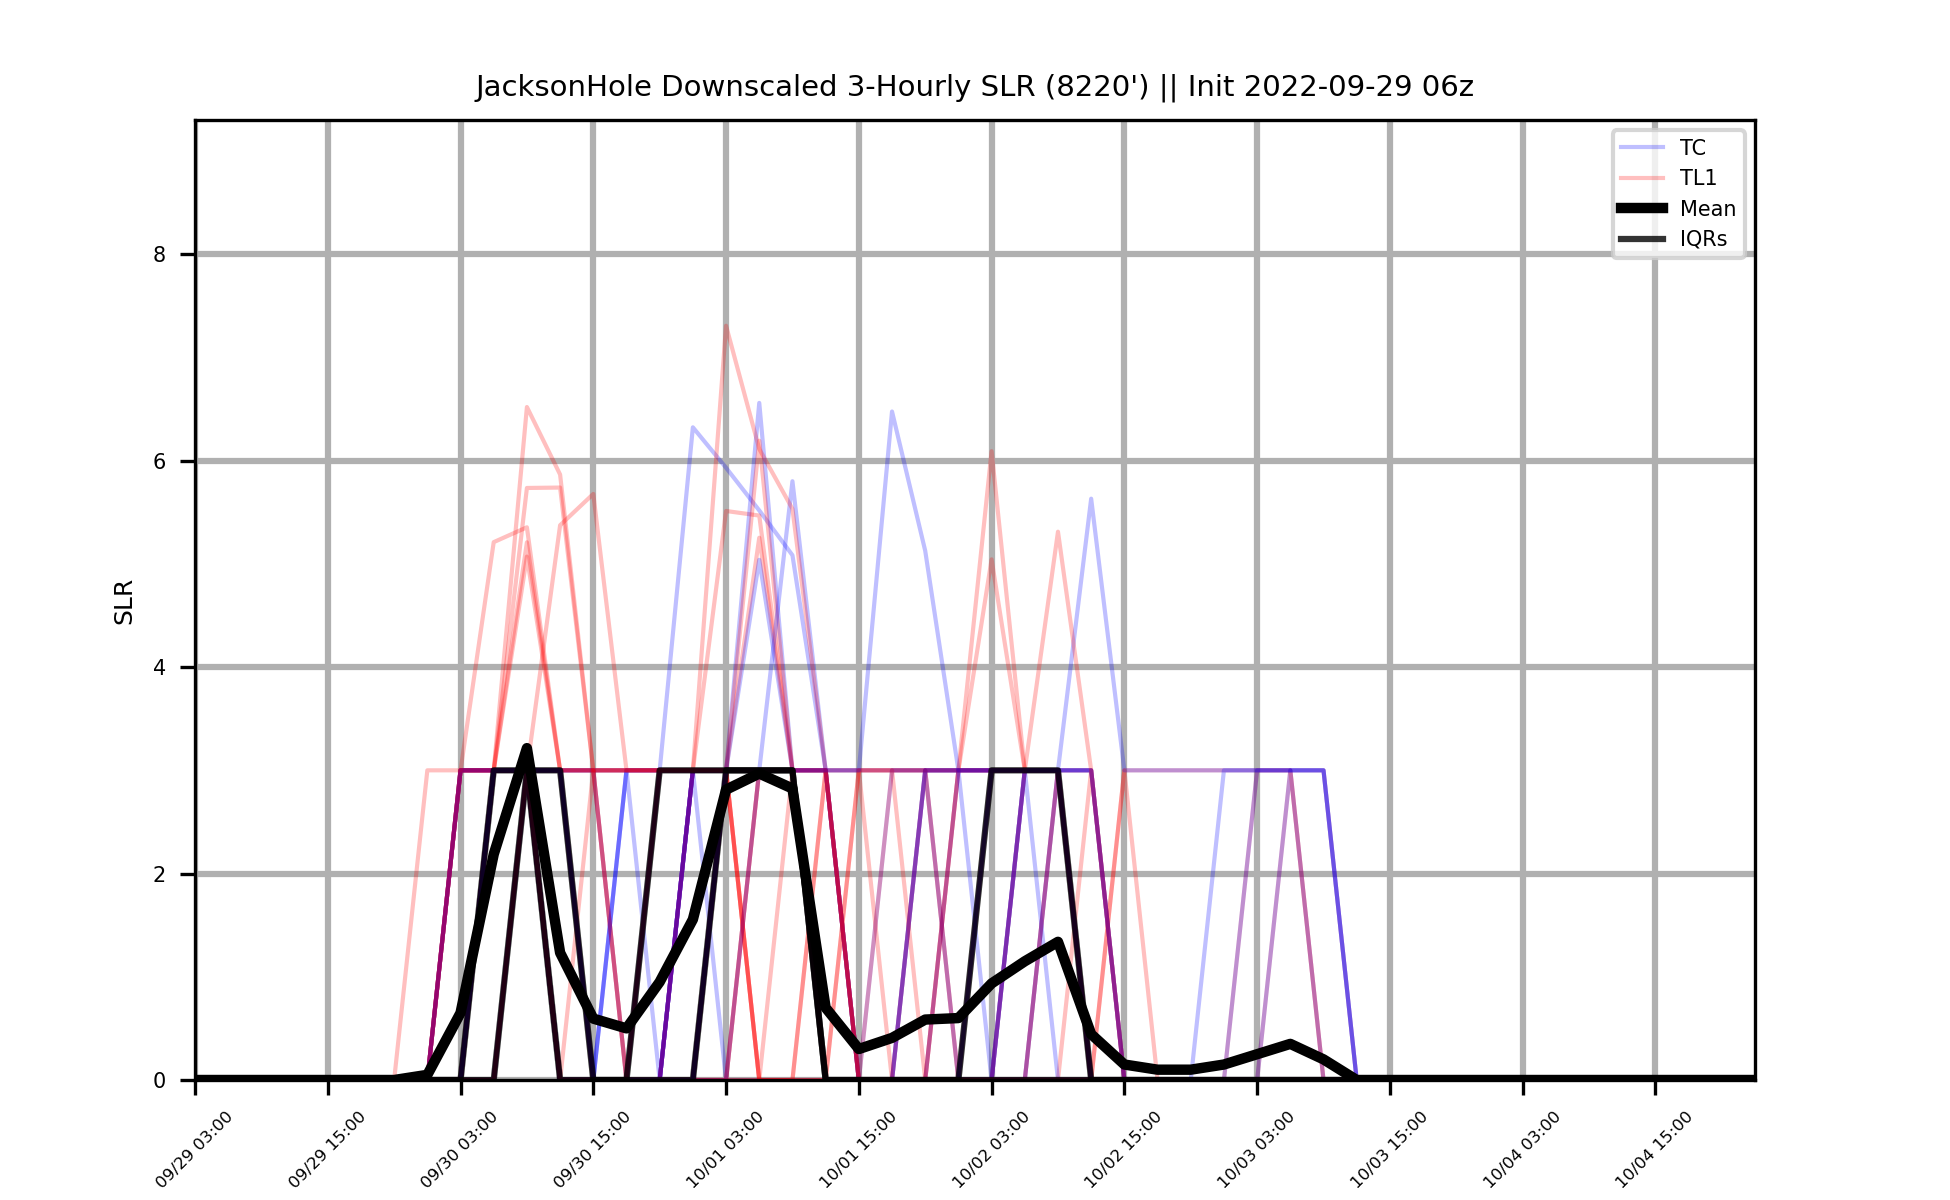 JacksonHole Downscaled 3-Hourly SLR (8220') || Init 2022-09-29 06z
TC
TL1
Mean
IQRs
8
6
4
2
0
SLR
09/29 03:00
09/29 15:00
09/30 03:00
09/30 15:00
10/01 03:00
10/01 15:00
10/02 03:00
10/02 15:00
10/03 03:00
10/03 15:00
10/04 03:00
10/04 15:00